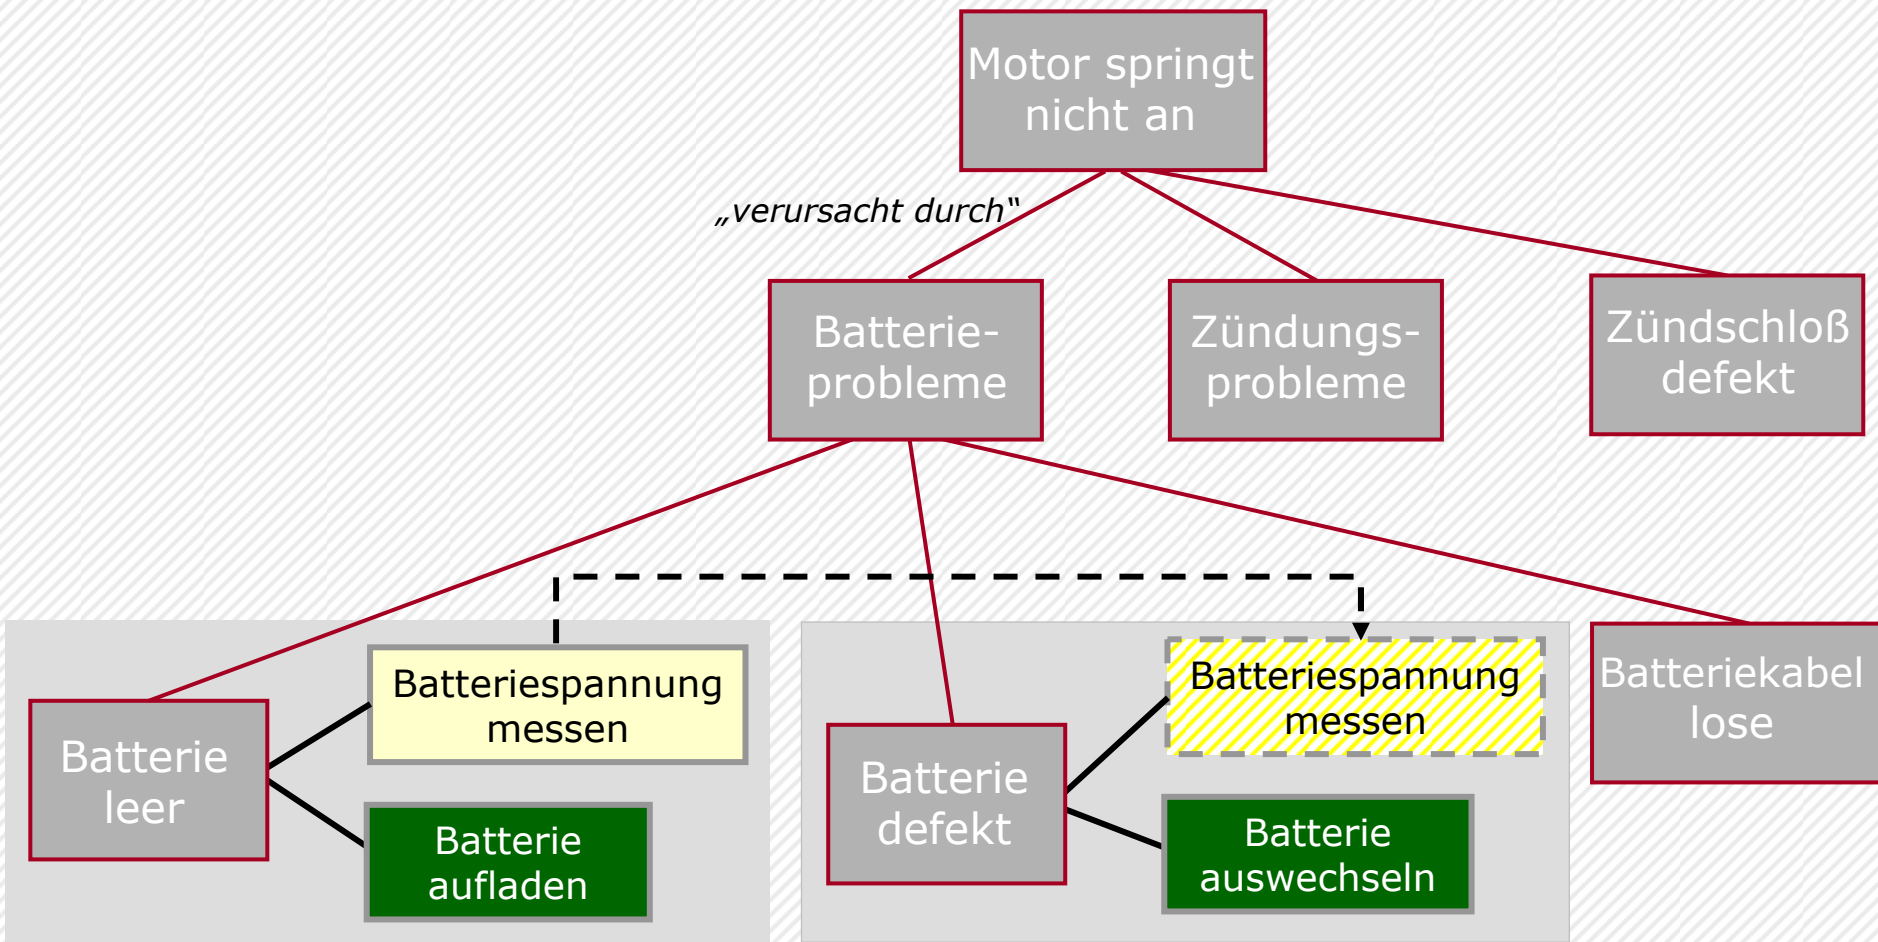 Motor springt
nicht an
„verursacht durch“
Batterie-
probleme
Zündungs-
probleme
Zündschloß
defekt
Batterie
leer
Batteriespannung
messen
Batterie
aufladen
Batterie
defekt
Batteriespannung
messen
Batterie
auswechseln
Batteriekabel
lose